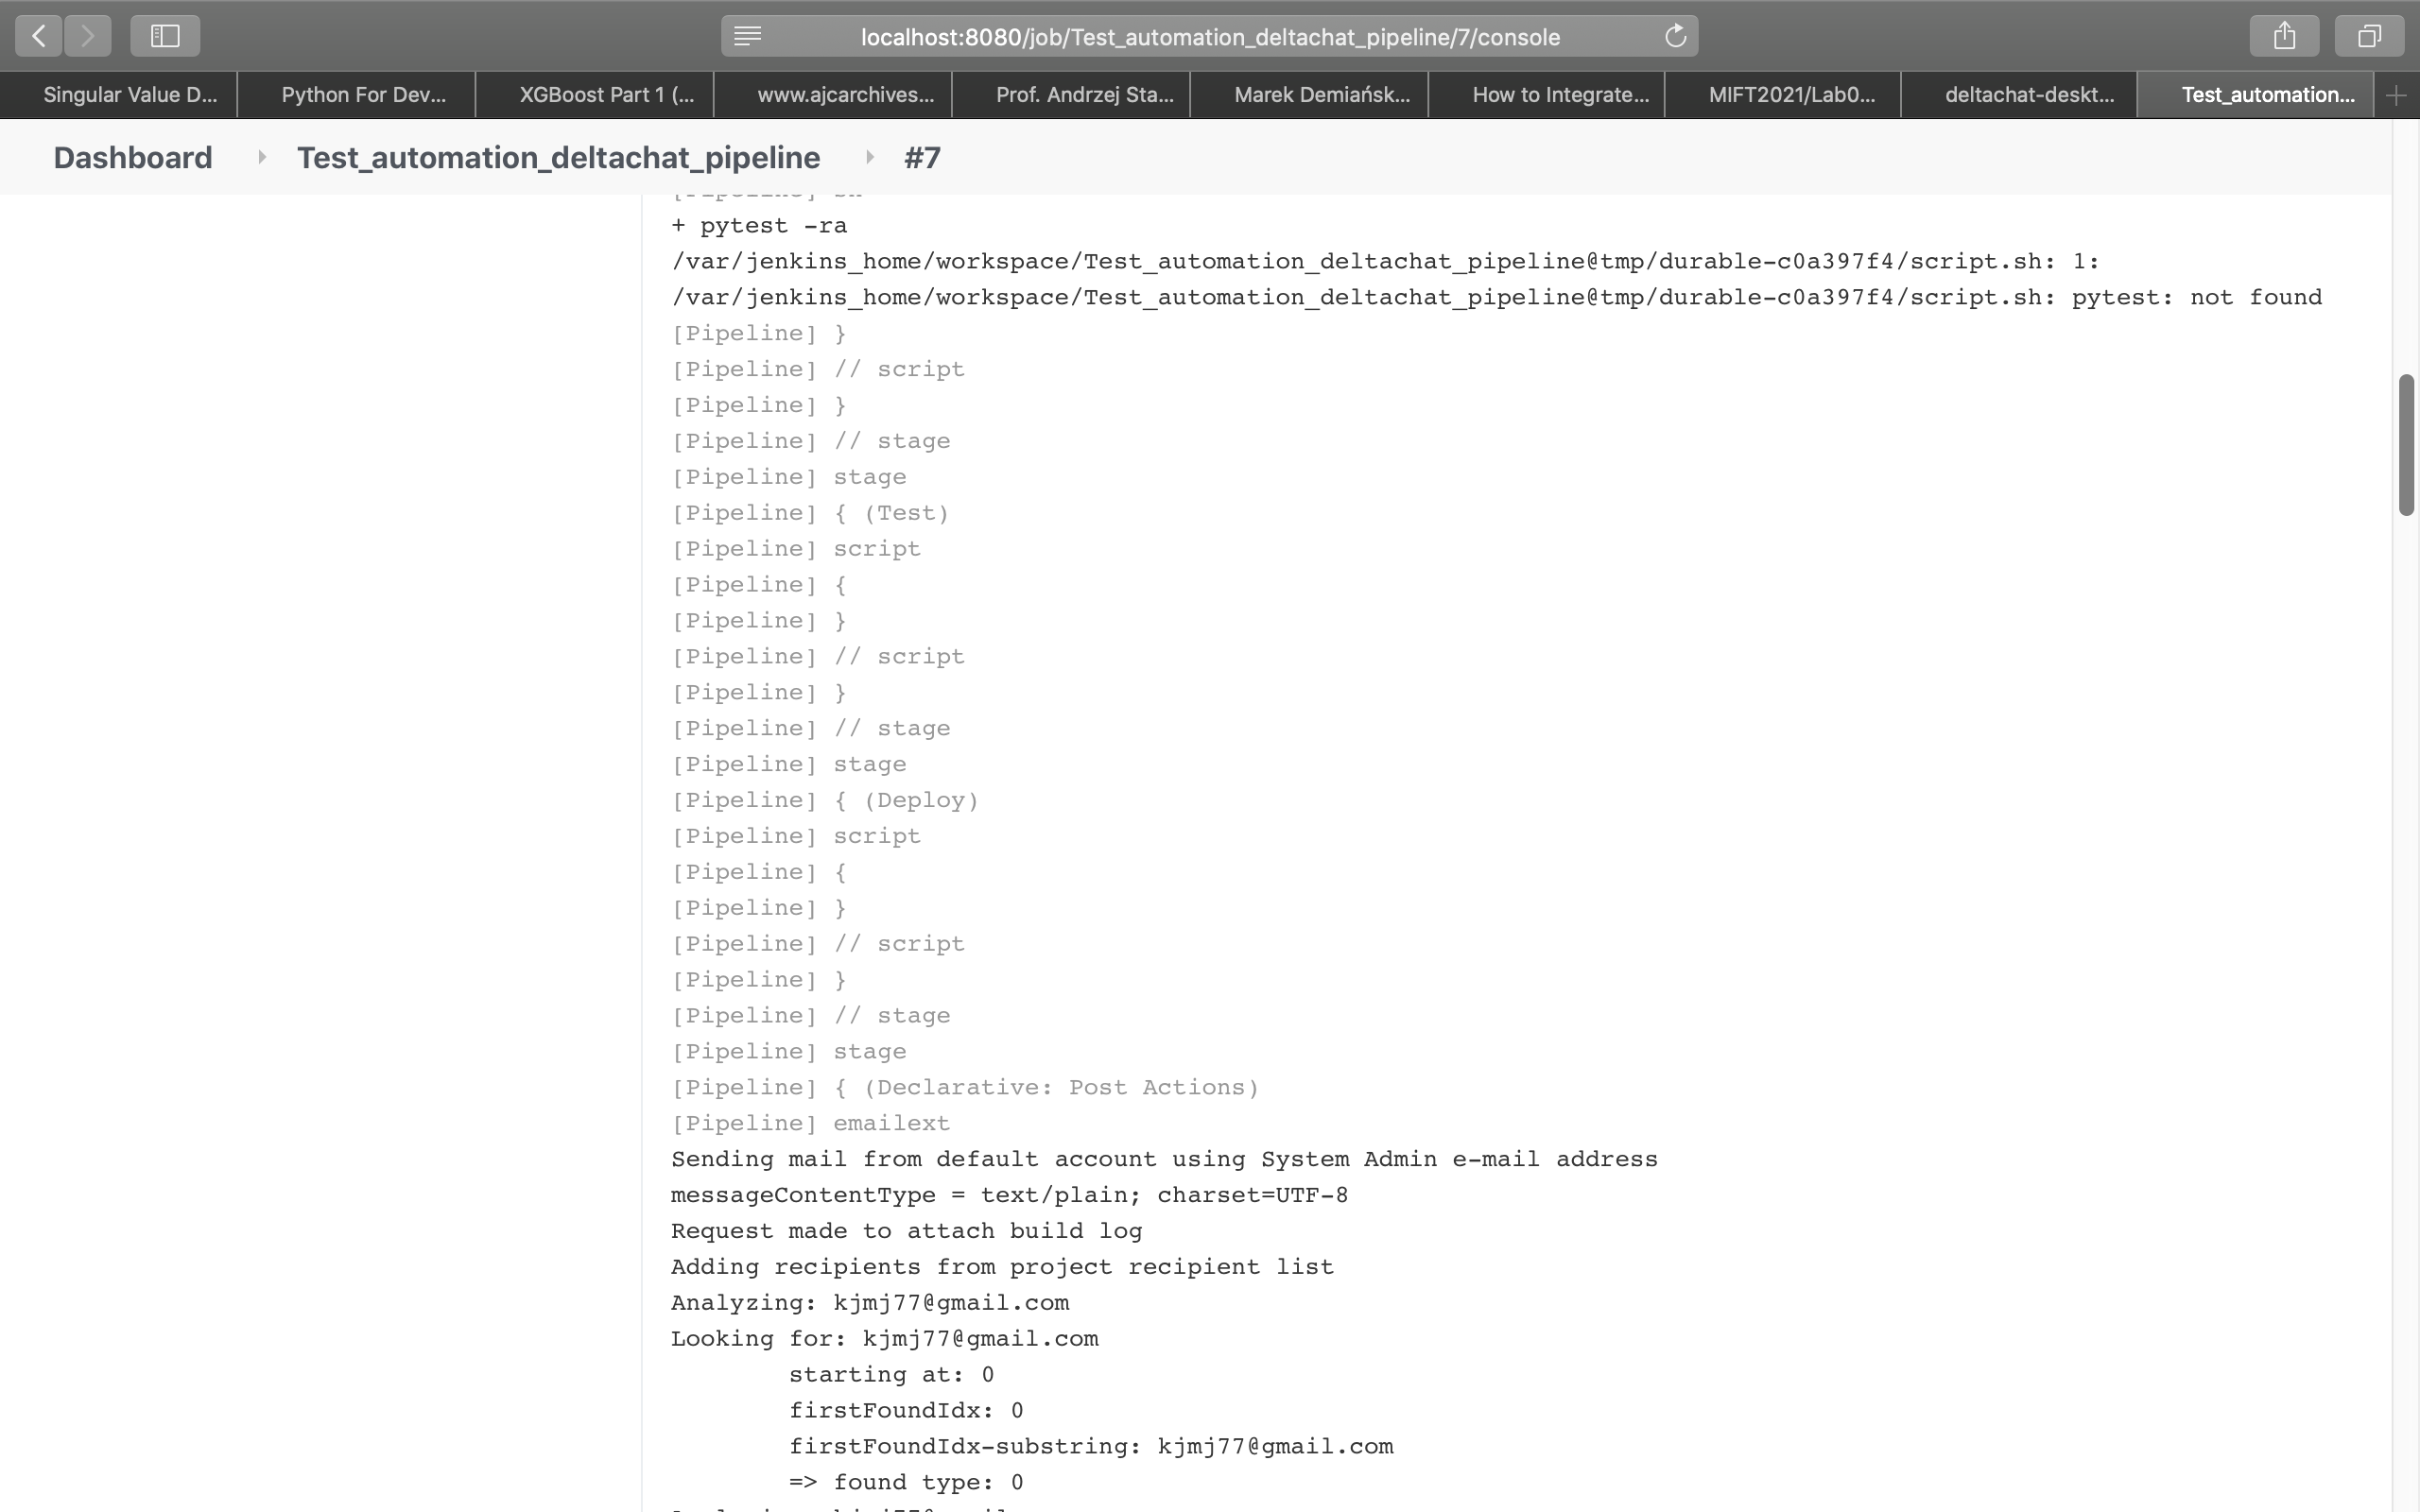 localhost:8080/job/Test_automation_deltachat_pipeline/7/console
Singular Value D... Python For Dev... XGBoost Part 1 (... www.ajcarchives... Prof. Andrzej Sta... Marek Demiańsk... How to Integrate... MIFT2021/Lab0... deltachat-deskt... Test_automation...
Dashboard Test_automation_deltachat_pipeline #7
[Pipeline] sh
+ pytest -ra
/var/jenkins_home/workspace/Test_automation_deltachat_pipeline@tmp/durable-c0a397f4/script.sh: 1:
/var/jenkins_home/workspace/Test_automation_deltachat_pipeline@tmp/durable-c0a397f4/script.sh: pytest: not found
[Pipeline] }
[Pipeline] // script
[Pipeline] }
[Pipeline] // stage
[Pipeline] stage
[Pipeline] { (Test)
[Pipeline] script
[Pipeline] {
[Pipeline] }
[Pipeline] // script
[Pipeline] }
[Pipeline] // stage
[Pipeline] stage
[Pipeline] { (Deploy)
[Pipeline] script
[Pipeline] {
[Pipeline] }
[Pipeline] // script
[Pipeline] }
[Pipeline] // stage
[Pipeline] stage
[Pipeline] { (Declarative: Post Actions)
[Pipeline] emailext
Sending mail from default account using System Admin e-mail address
messageContentType = text/plain; charset=UTF-8
Request made to attach build log
Adding recipients from project recipient list
Analyzing: kjmj77@gmail.com
Looking for: kjmj77@gmail.com
starting at: 0
firstFoundIdx: 0
firstFoundIdx-substring: kjmj77@gmail.com
=> found type: 0